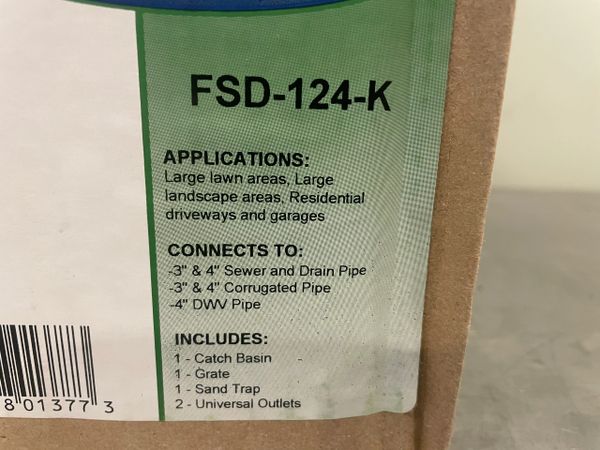 FSD-124-K
APPLICATIONS:
Large lawn areas, Large
landscape areas, Residential
driveways and garages
CONNECTS TO:
-3" & 4" Sewer and Drain Pipe
-3" & 4" Corrugated Pipe
-4" DWV Pipe
INCLUDES:
1 - Catch Basin
1 - Grate
1 - Sand Trap
2 - Universal Outlets
801377 3